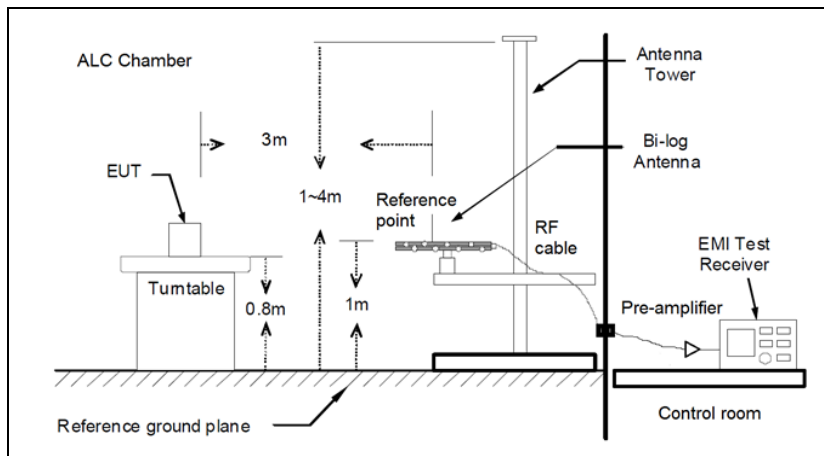 ALC Chamber
Antenna
Tower
3m
Bi-log
Antenna
EUT
1~4m
Reference
point
RF
cable
EMI Test
Receiver
Turntable
0.8m
1m
Pre-amplifier
Reference ground plane
Control room